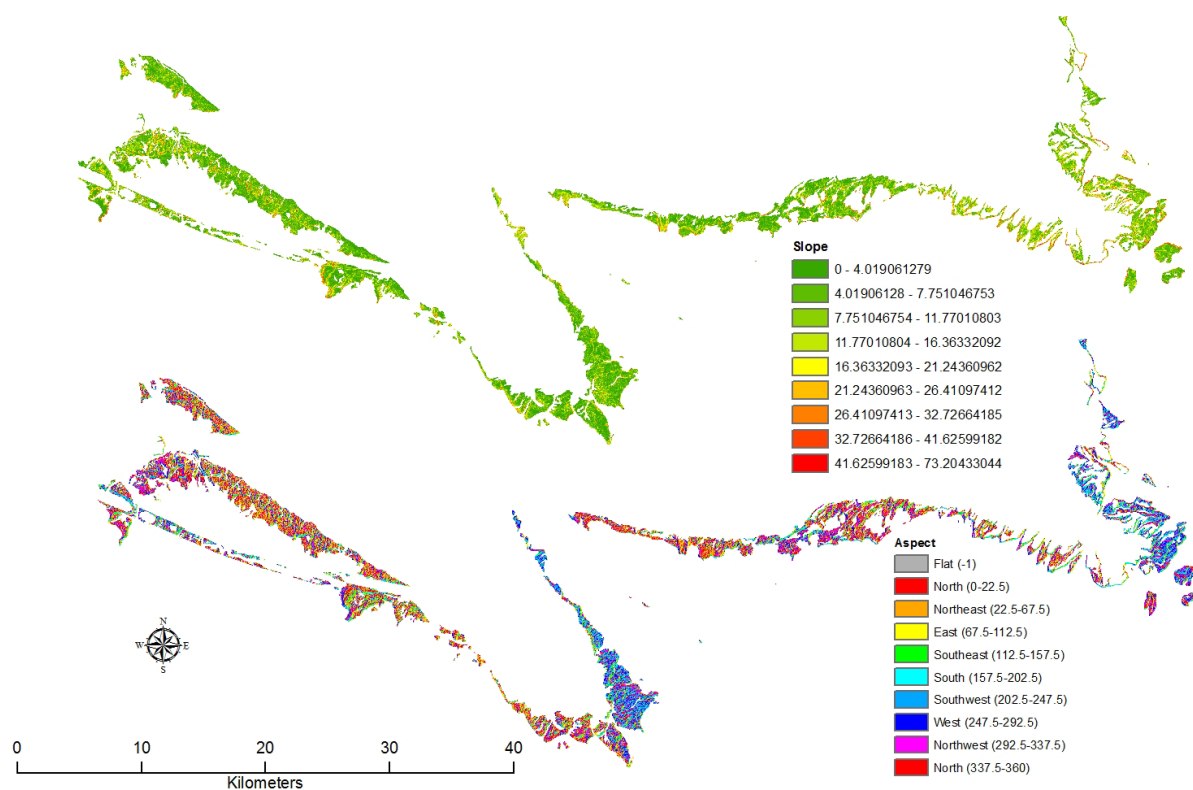 Slope
0 - 4.019061279
4.01906128 - 7.751046753
7.751046754 - 11.77010803
11.77010804 - 16.36332092
16.36332093 - 21.24360962
21.24360963 - 26.41097412
26.41097413 - 32.72664185
32.72664186 - 41.62599182
41.62599183 - 73.20433044
Aspect
Flat (-1)
North (0-22.5)
Northeast (22.5-67.5)
East (67.5-112.5)
Southeast (112.5-157.5)
South (157.5-202.5)
Southwest (202.5-247.5)
West (247.5-292.5)
Northwest (292.5-337.5)
North (337.5-360)
N
W E
S
0 10 20 30 40
Kilometers